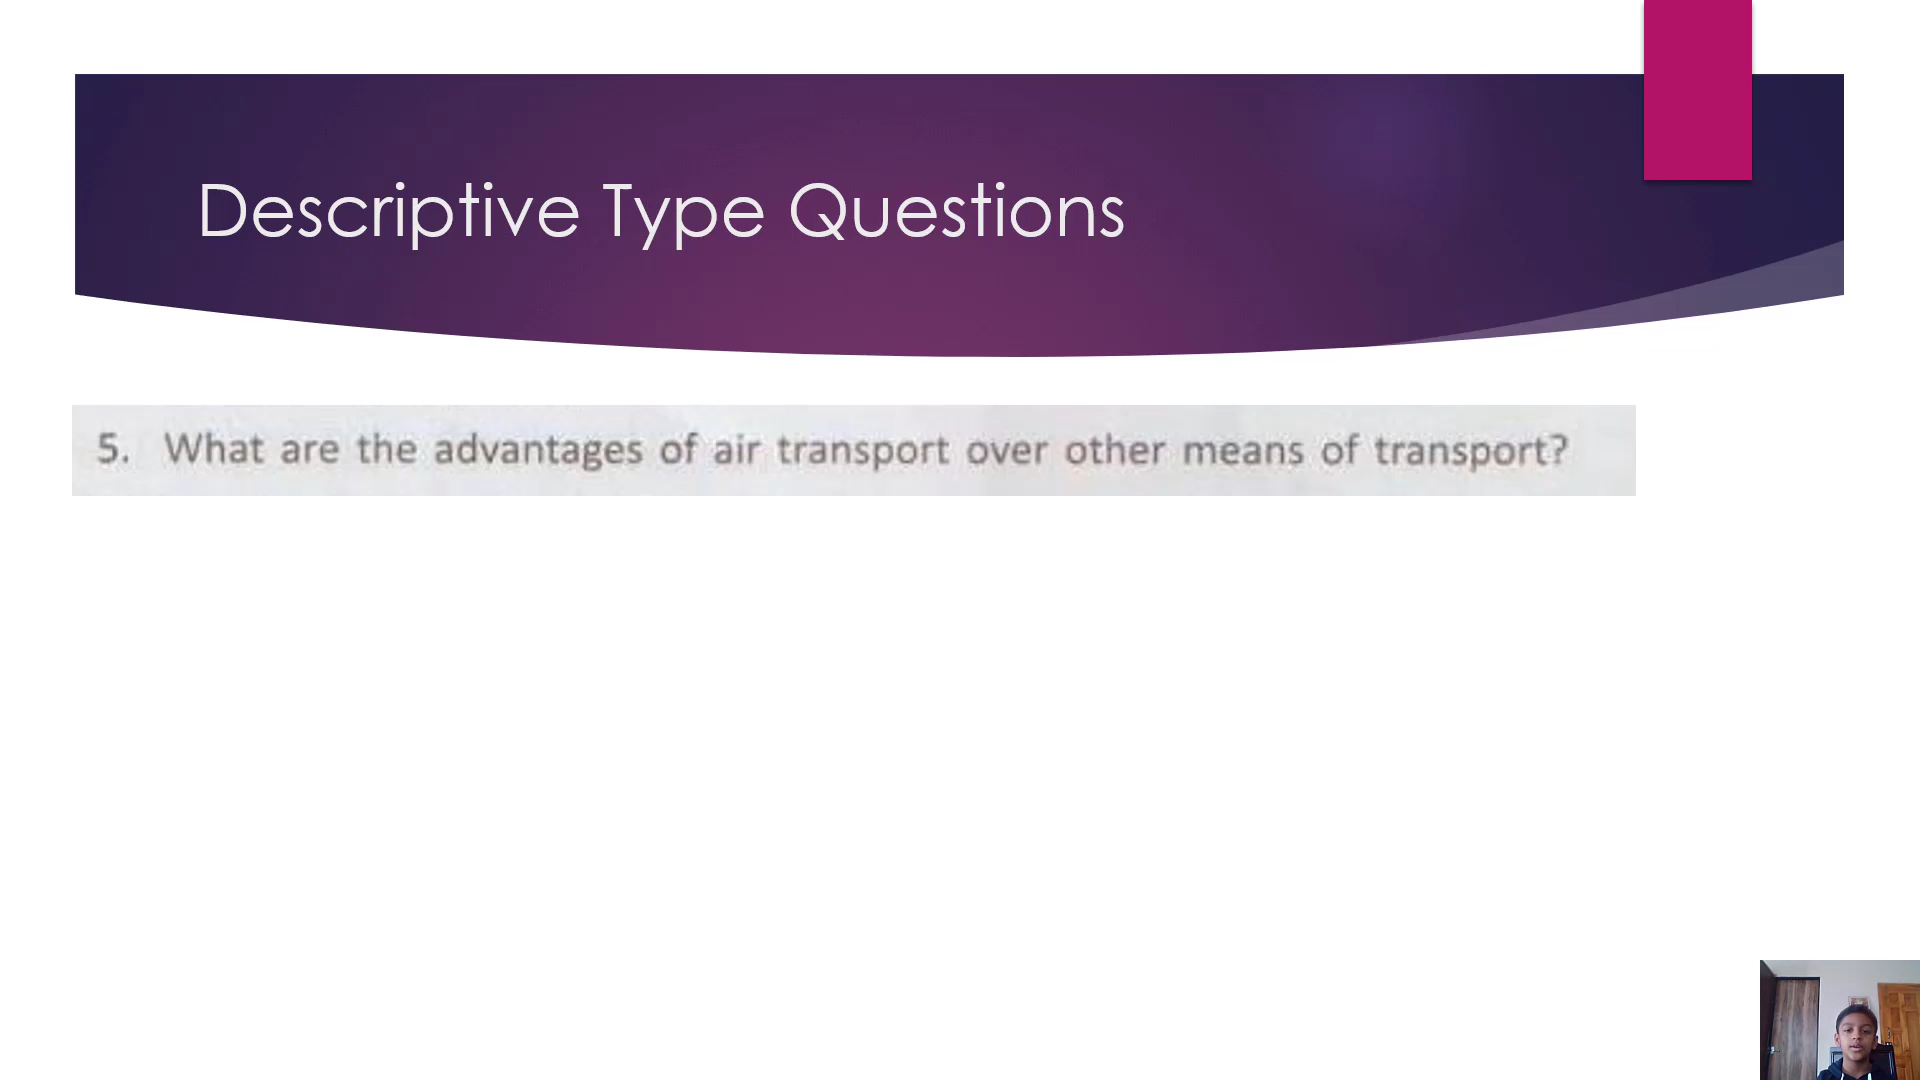 Descriptive Type Questions
5. What are the advantages of air transport over other means of transport?